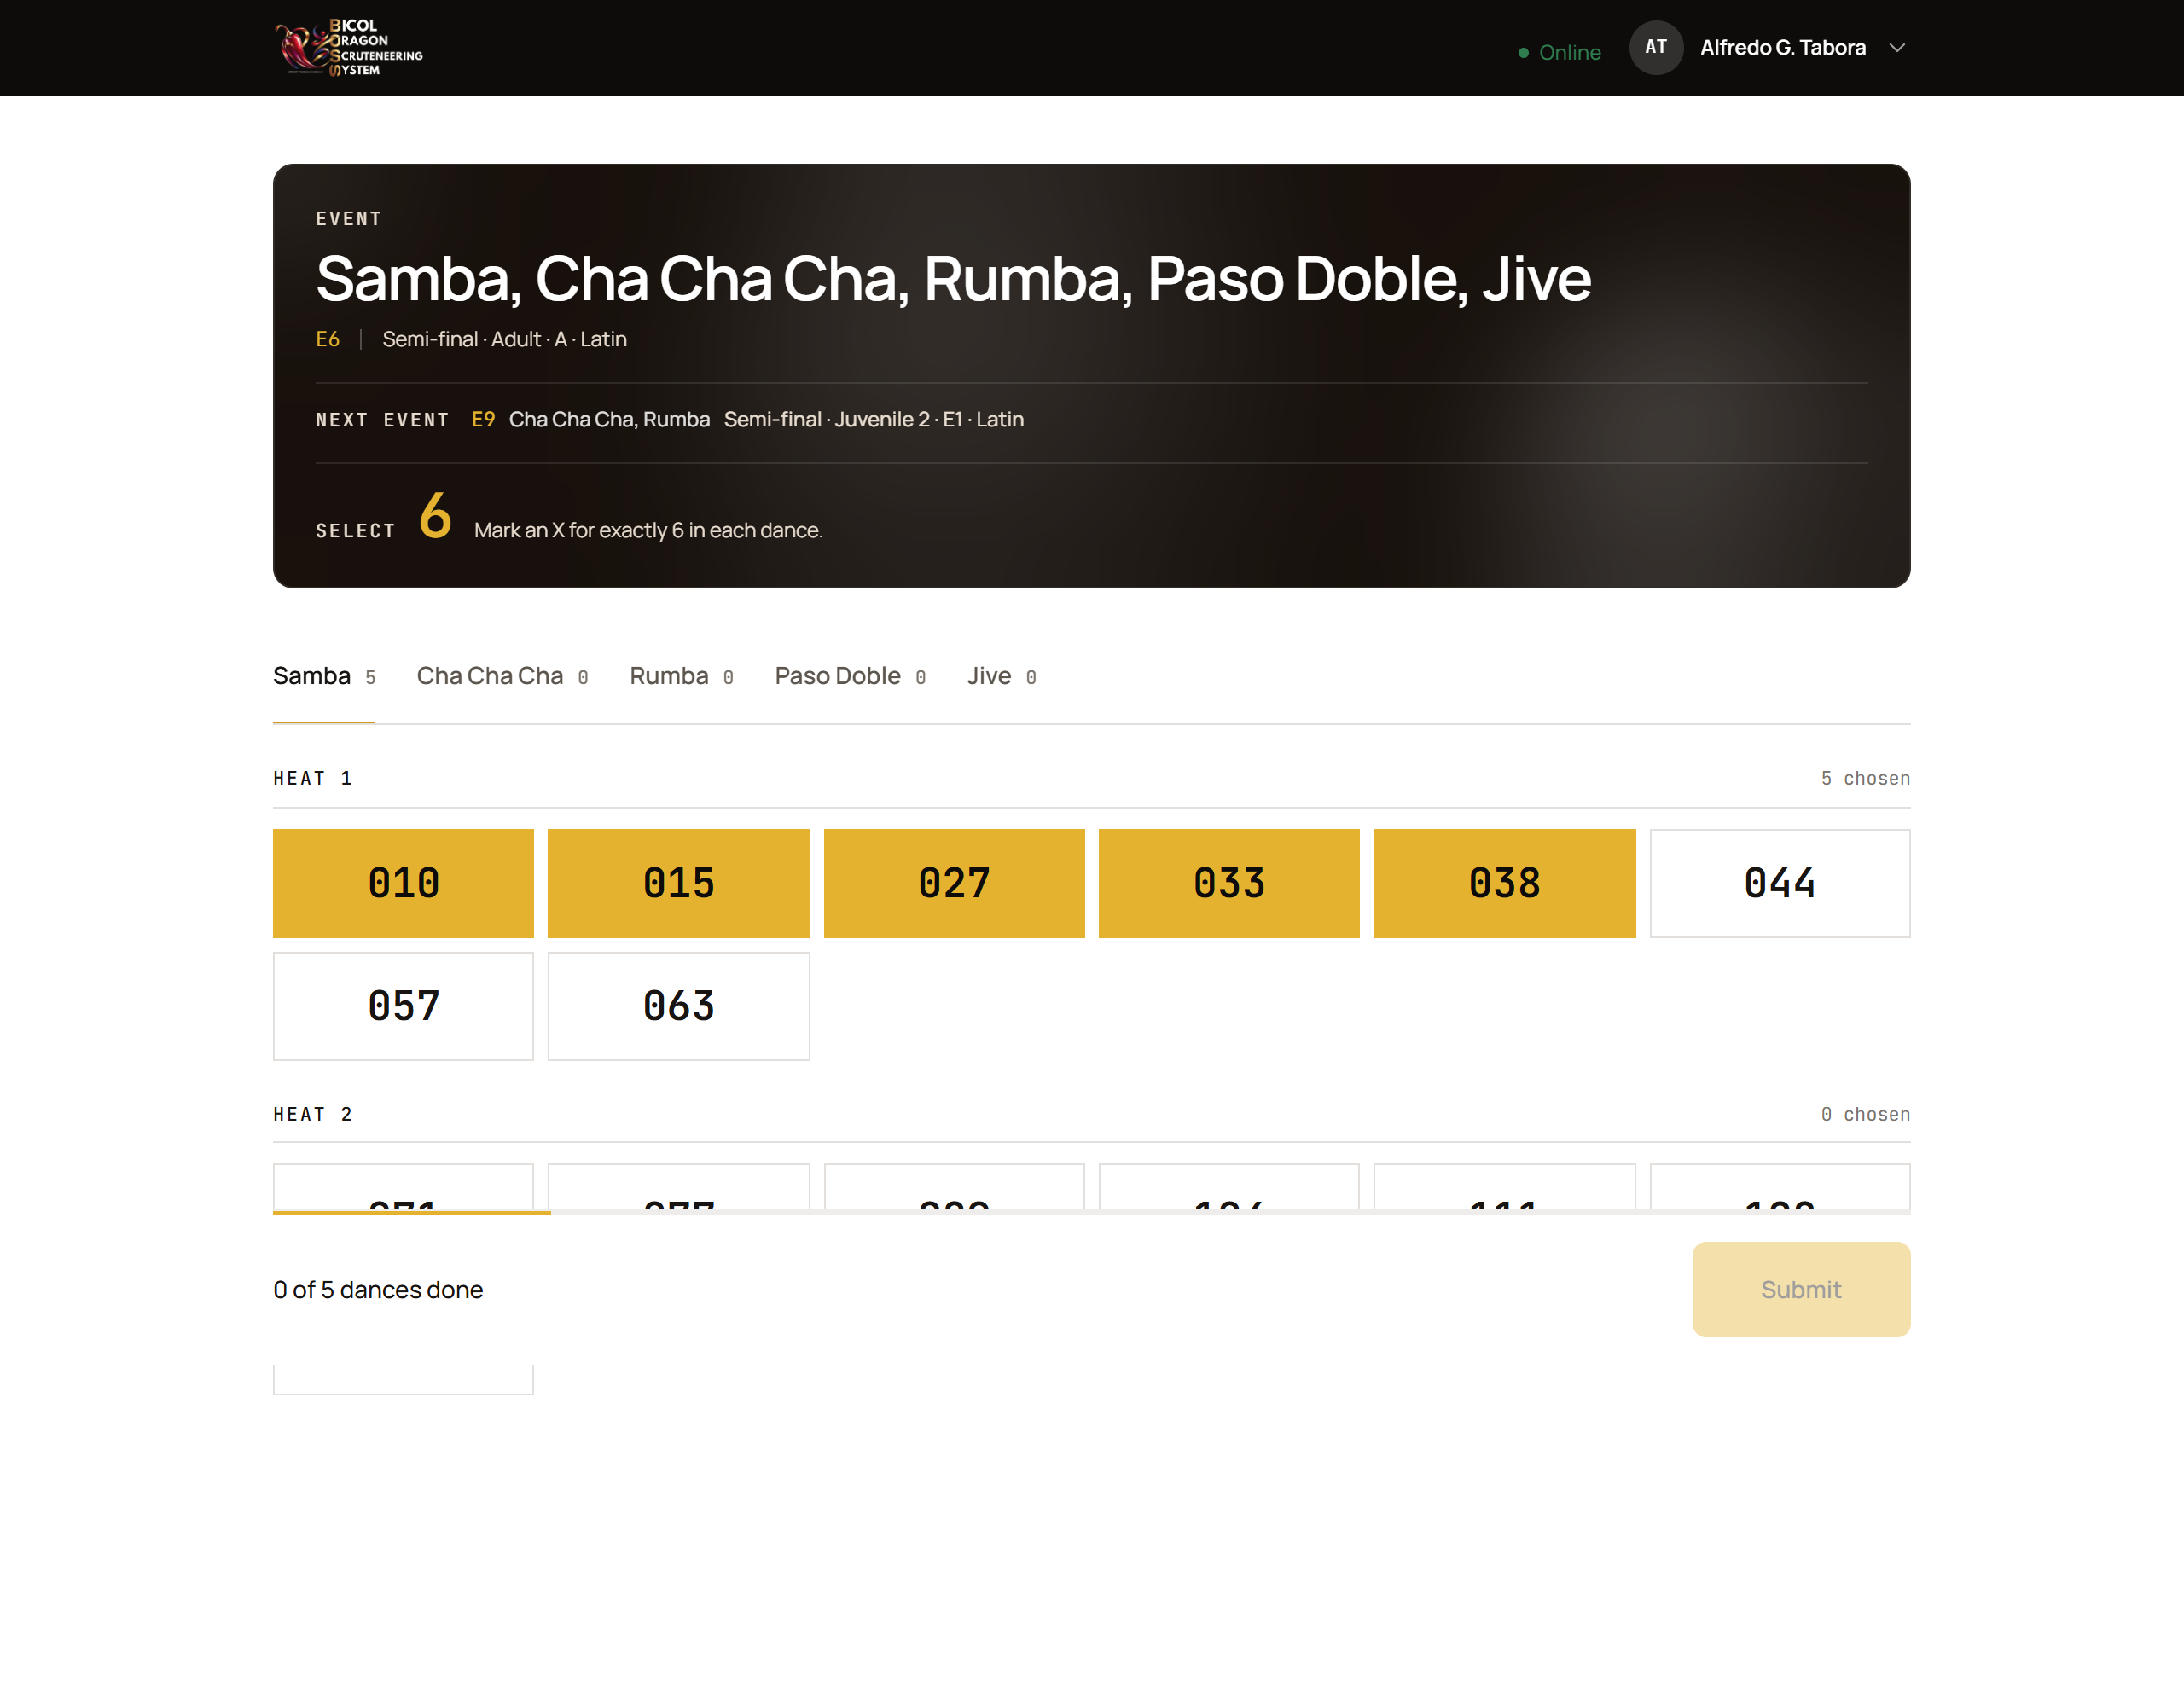 BICOL
DRAGON
SCRUTENEERING
SYSTEM
Online
AT
Alfredo G. Tabora
EVENT
Samba, Cha Cha Cha, Rumba, Paso Doble, Jive
E6 Semi-final · Adult · A · Latin
NEXT EVENT E9 Cha Cha Cha, Rumba Semi-final · Juvenile 2 · E1 · Latin
SELECT 6 Mark an X for exactly 6 in each dance.
Samba 5 Cha Cha Cha 0 Rumba 0 Paso Doble 0 Jive 0
HEAT 1 5 chosen
010 015 027 033 038 044
057 063
HEAT 2 0 chosen
0 of 5 dances done
Submit